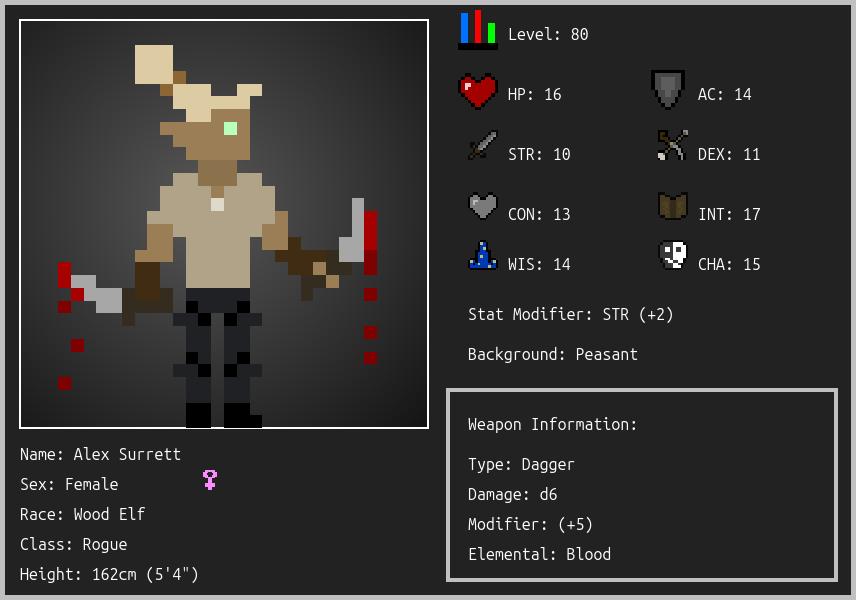 Level: 80
HP: 16
AC: 14
STR: 10
DEX: 11
CON: 13
INT: 17
WIS: 14
CHA: 15
Stat Modifier: STR (+2)
Background: Peasant
Weapon Information:
Type: Dagger
Damage: d6
Modifier: (+5)
Elemental: Blood
Name: Alex Surrett
Sex: Female
Race: Wood Elf
Class: Rogue
Height: 162cm (5'4")